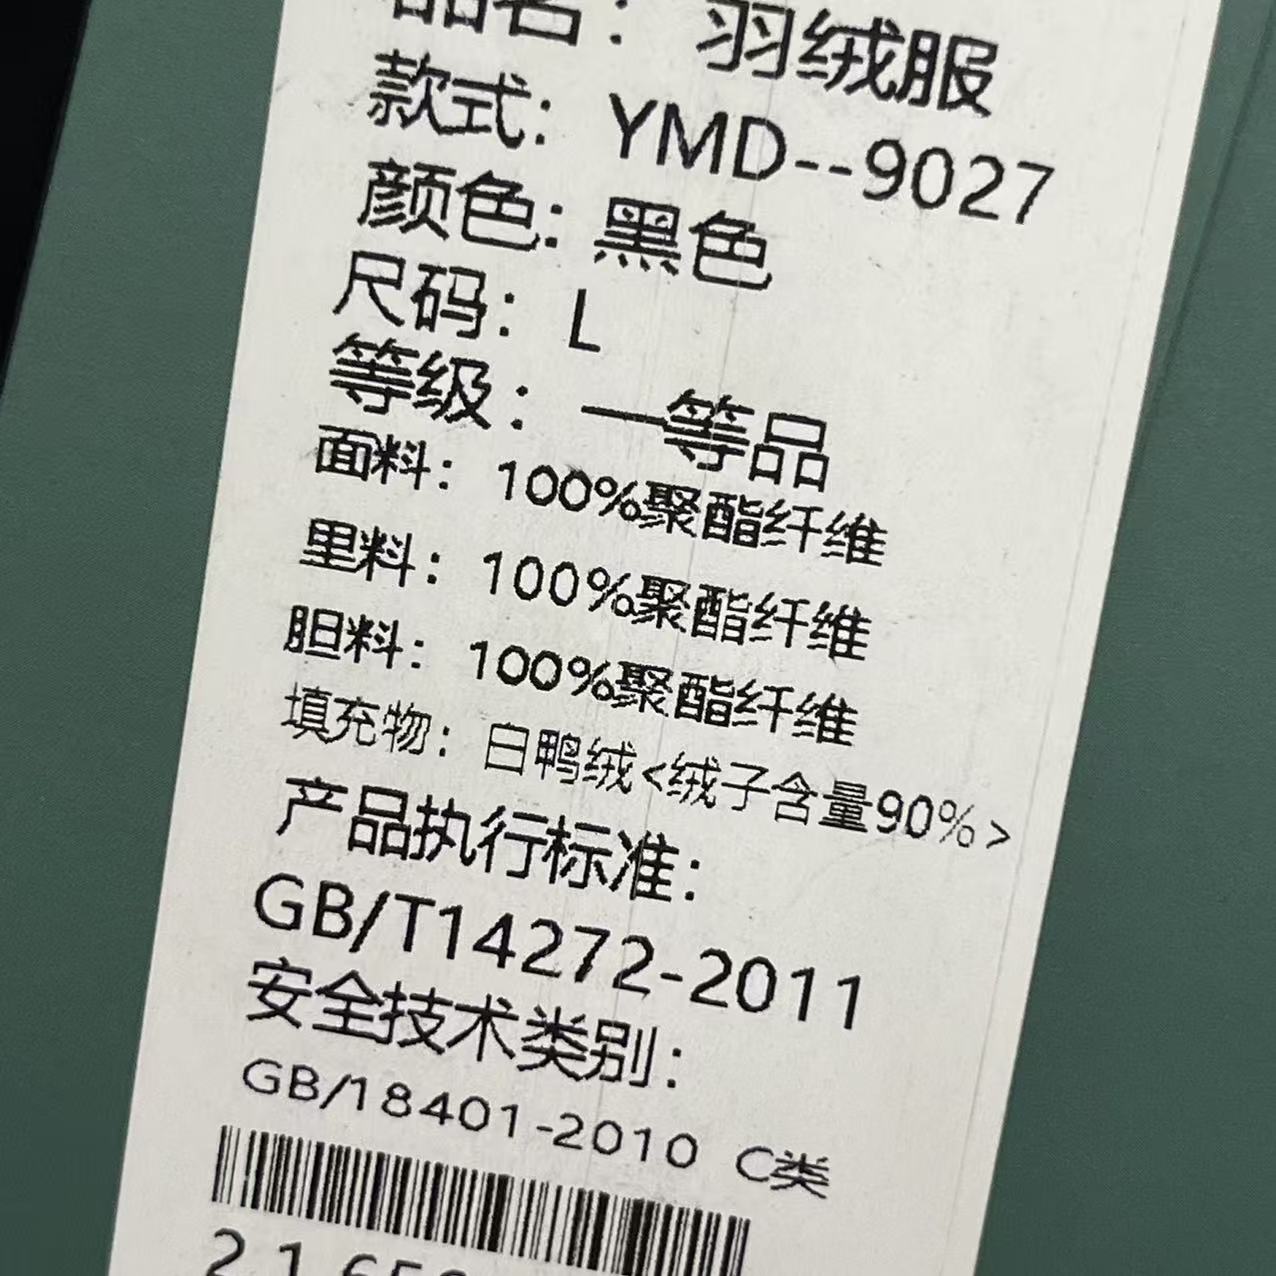 品名：羽绒服
款式：YMD--9027
颜色：黑色
尺码：L
等级：一等品
面料：100%聚酯纤维
里料：100%聚酯纤维
胆料：100%聚酯纤维
填充物：白鸭绒<绒子含量90%>
产品执行标准：
GB/T14272-2011
安全技术类别：
GB/18401-2010 C类